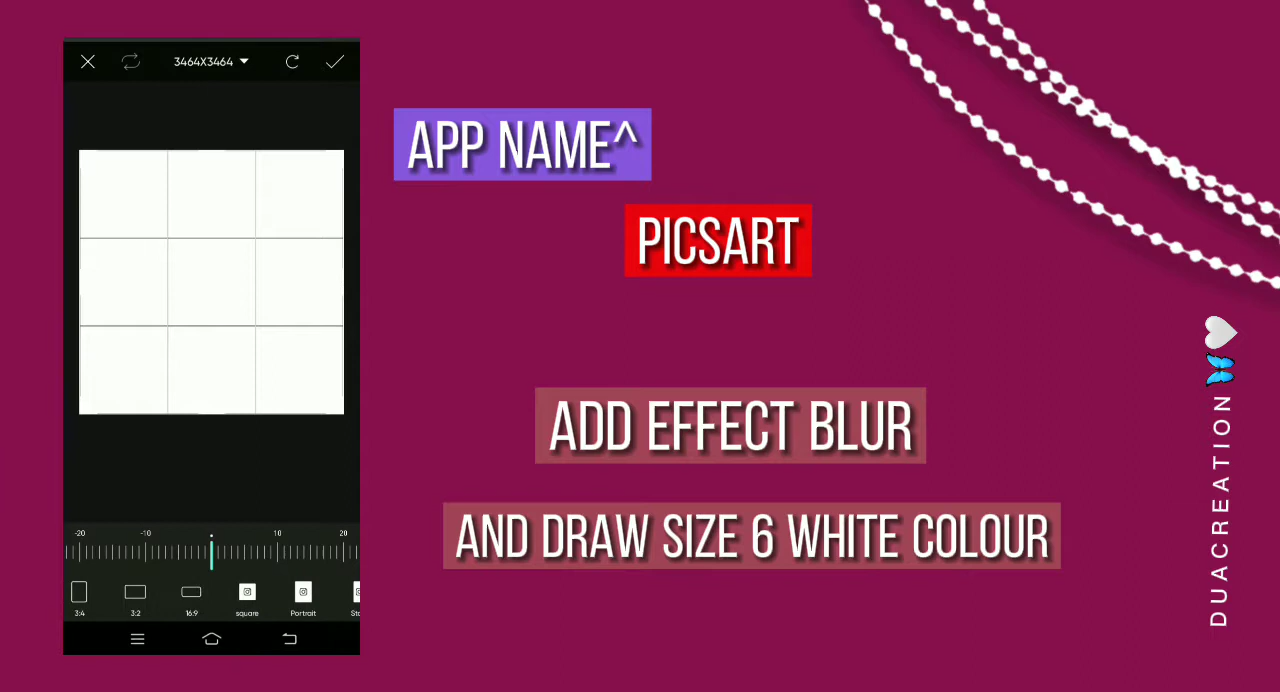 3464X3464
APP NAME^
PICSART
ADD EFFECT BLUR
AND DRAW SIZE 6 WHITE COLOUR
-20 -10 10 20
3:4 3:2 16:9 square Portrait
DUACREATION